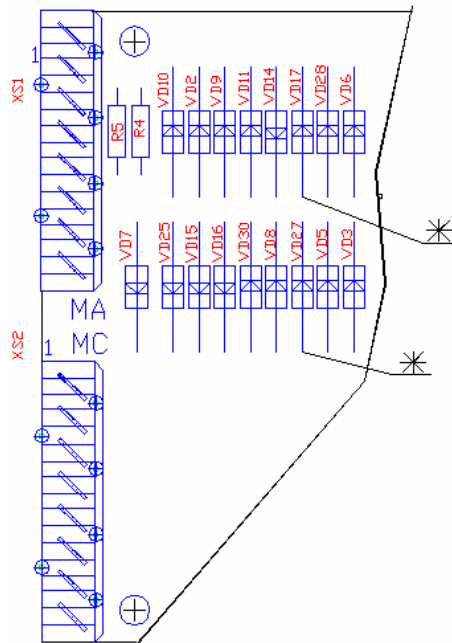 XS1
1
R5
R4
VD10
VD2
VD9
VD11
VD14
VD17
VD28
VD6
VD7
VD25
VD15
VD16
VD30
VD8
VD27
VD5
VD3
*
MA
XS2
1
MC
*